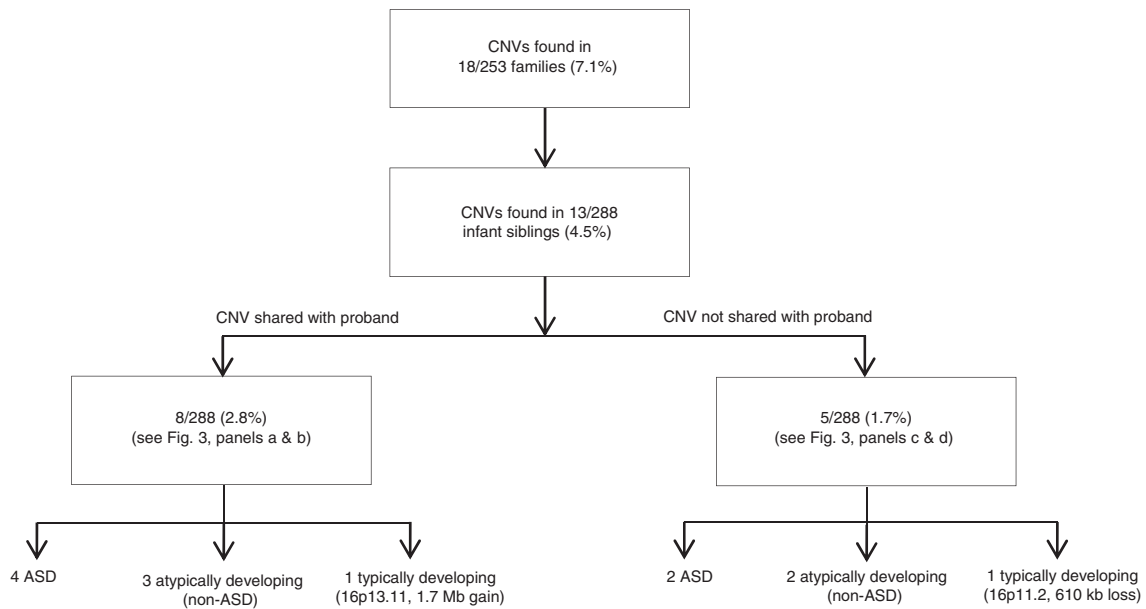 CNVs found in
18/253 families (7.1%)
CNVs found in 13/288
infant siblings (4.5%)
CNV shared with proband
CNV not shared with proband
8/288 (2.8%)
(see Fig. 3, panels a & b)
5/288 (1.7%)
(see Fig. 3, panels c & d)
4 ASD
3 atypically developing
(non-ASD)
1 typically developing
(16p13.11, 1.7 Mb gain)
2 ASD
2 atypically developing
(non-ASD)
1 typically developing
(16p11.2, 610 kb loss)